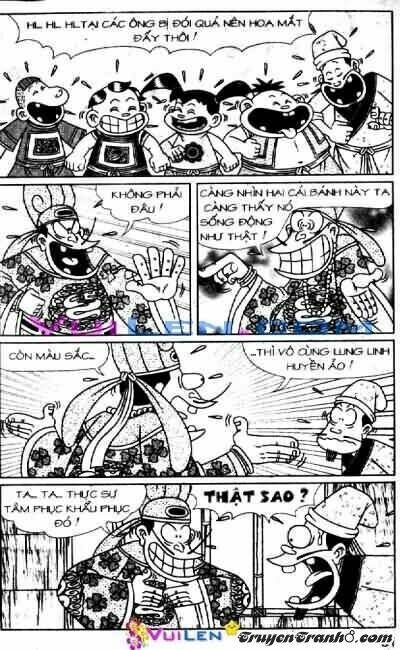 HI. HI. HI. TẠI CÁC ÔNG BỊ ĐÓI QUÁ NÊN HOA MẮT
ĐẤY THÔI!
KHÔNG PHẢI
ĐÂU!
CÀNG NHÌN HAI CÁI BÁNH NÀY TA
CÀNG THẤY NÓ
SỐNG ĐỘNG
NHƯ THẬT!
VUILEN.COM
CÒN MÀU SẮC...
...THÌ VÔ CÙNG LUNG LINH
HUYỀN ẢO!
TA... TA... THỰC SỰ
TÂM PHỤC KHẨU PHỤC
ĐÓ!
THẬT SAO?
VUILEN
TruyenTranh8.com